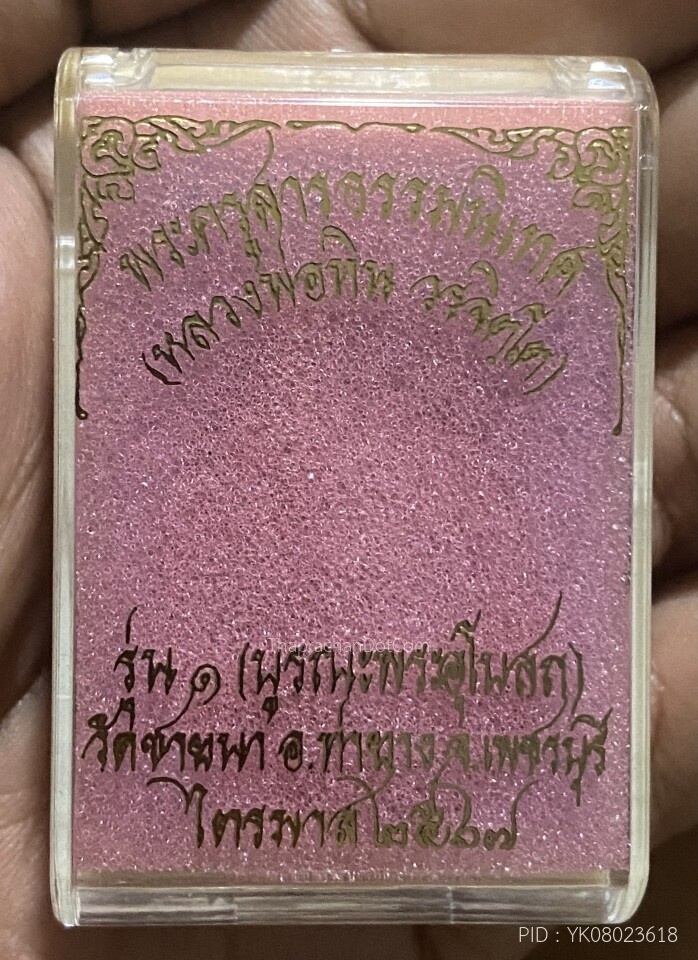 พระครูสารธรรมนิเทศ
(หลวงพ่อทิน วรจิตฺโต)
ThaprachanDotCom
รุ่น ๑ (บูรณะพระอุโบสถ)
วัดชายนา อ.ท่ายาง จ.เพชรบุรี
ไตรมาส ๒๕๓๗
PID : YK08023618